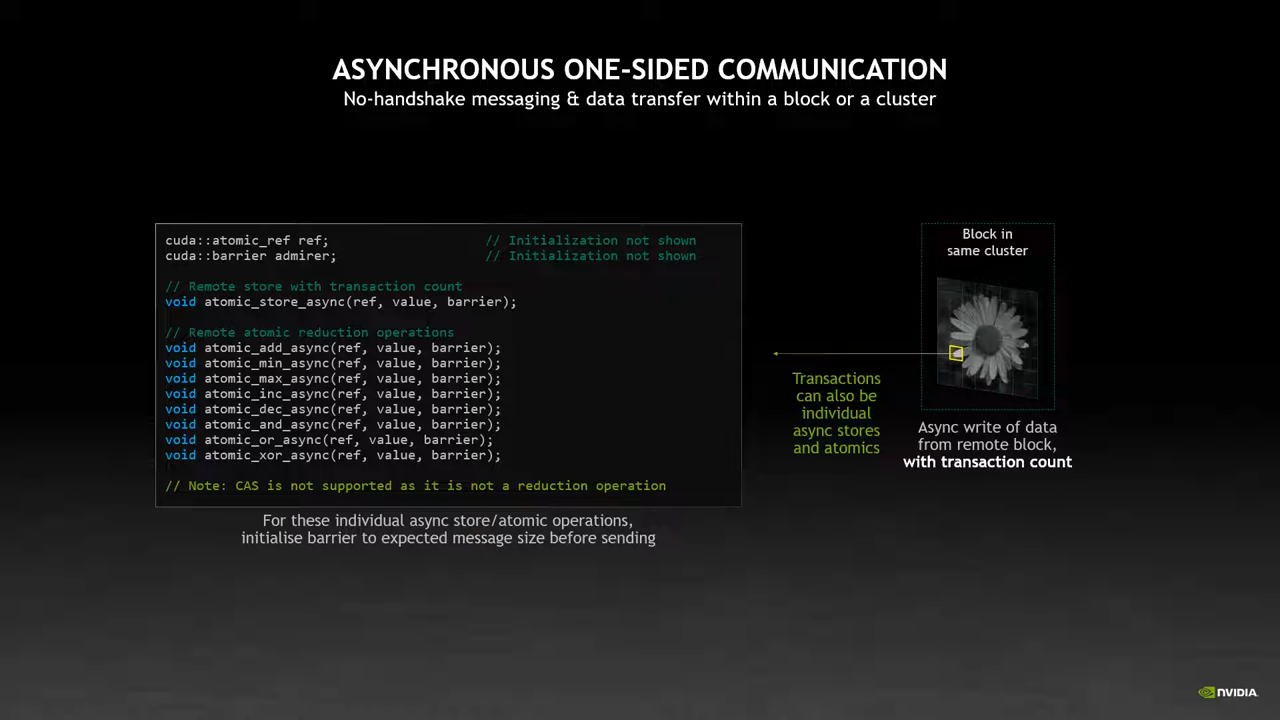 ASYNCHRONOUS ONE-SIDED COMMUNICATION
No-handshake messaging & data transfer within a block or a cluster
cuda::atomic_ref ref; // Initialization not shown
cuda::barrier admirer; // Initialization not shown
// Remote store with transaction count
void atomic_store_async(ref, value, barrier);
// Remote atomic reduction operations
void atomic_add_async(ref, value, barrier);
void atomic_min_async(ref, value, barrier);
void atomic_max_async(ref, value, barrier);
void atomic_inc_async(ref, value, barrier);
void atomic_dec_async(ref, value, barrier);
void atomic_and_async(ref, value, barrier);
void atomic_or_async(ref, value, barrier);
void atomic_xor_async(ref, value, barrier);
// Note: CAS is not supported as it is not a reduction operation
For these individual async store/atomic operations,
initialise barrier to expected message size before sending
Transactions
can also be
individual
async stores
and atomics
Block in
same cluster
Async write of data
from remote block,
with transaction count
NVIDIA.